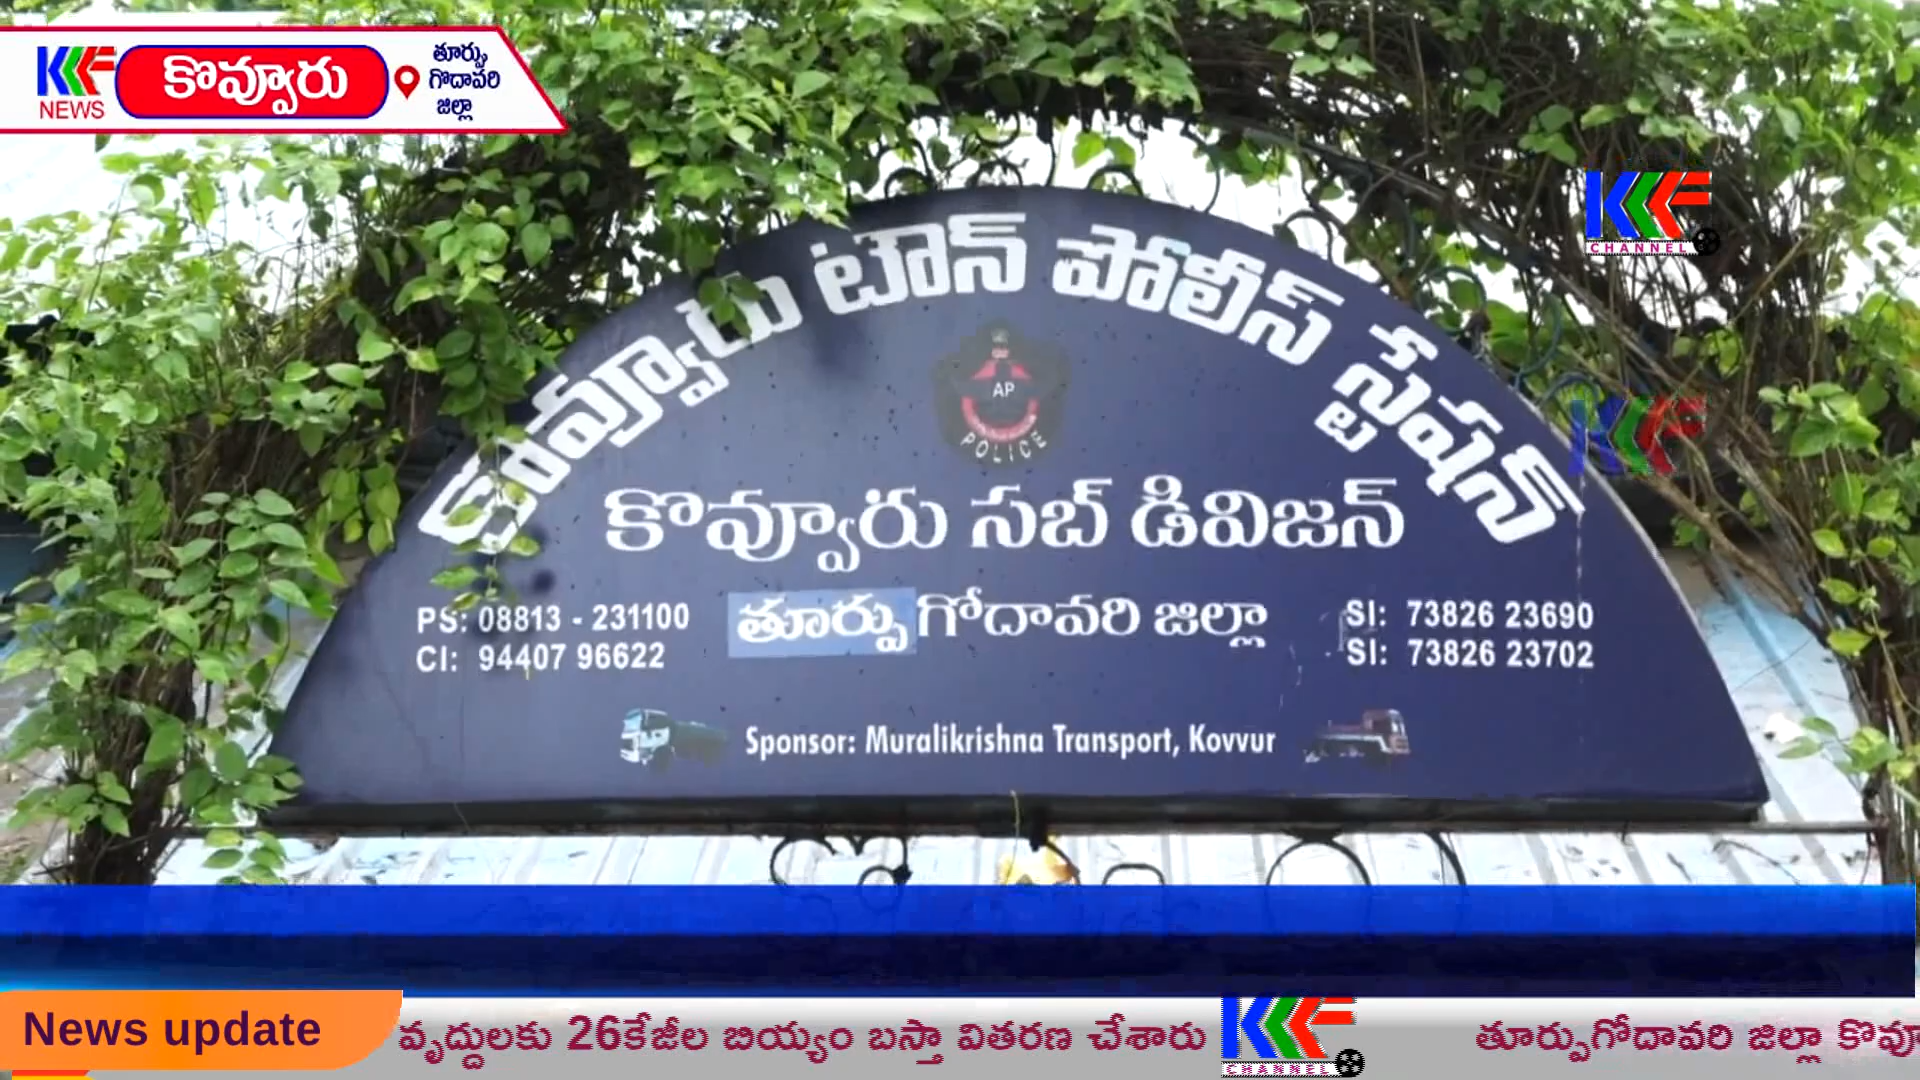 KKF NEWS
కొవ్వూరు
తూర్పు
గోదావరి
జిల్లా
KKF
CHANNEL
కొవ్వూరు టౌన్ పోలీస్ స్టేషన్
AP
POLICE
KKF
కొవ్వూరు సబ్ డివిజన్
తూర్పు గోదావరి జిల్లా
PS: 08813 - 231100
CI: 94407 96622
SI: 73826 23690
SI: 73826 23702
Sponsor: Muralikrishna Transport, Kovvur
News update
వృద్దులకు 26కేజీల బియ్యం బస్తా వితరణ చేశారు
KKF
CHANNEL
తూర్పుగోదావరి జిల్లా కొవ్వూ